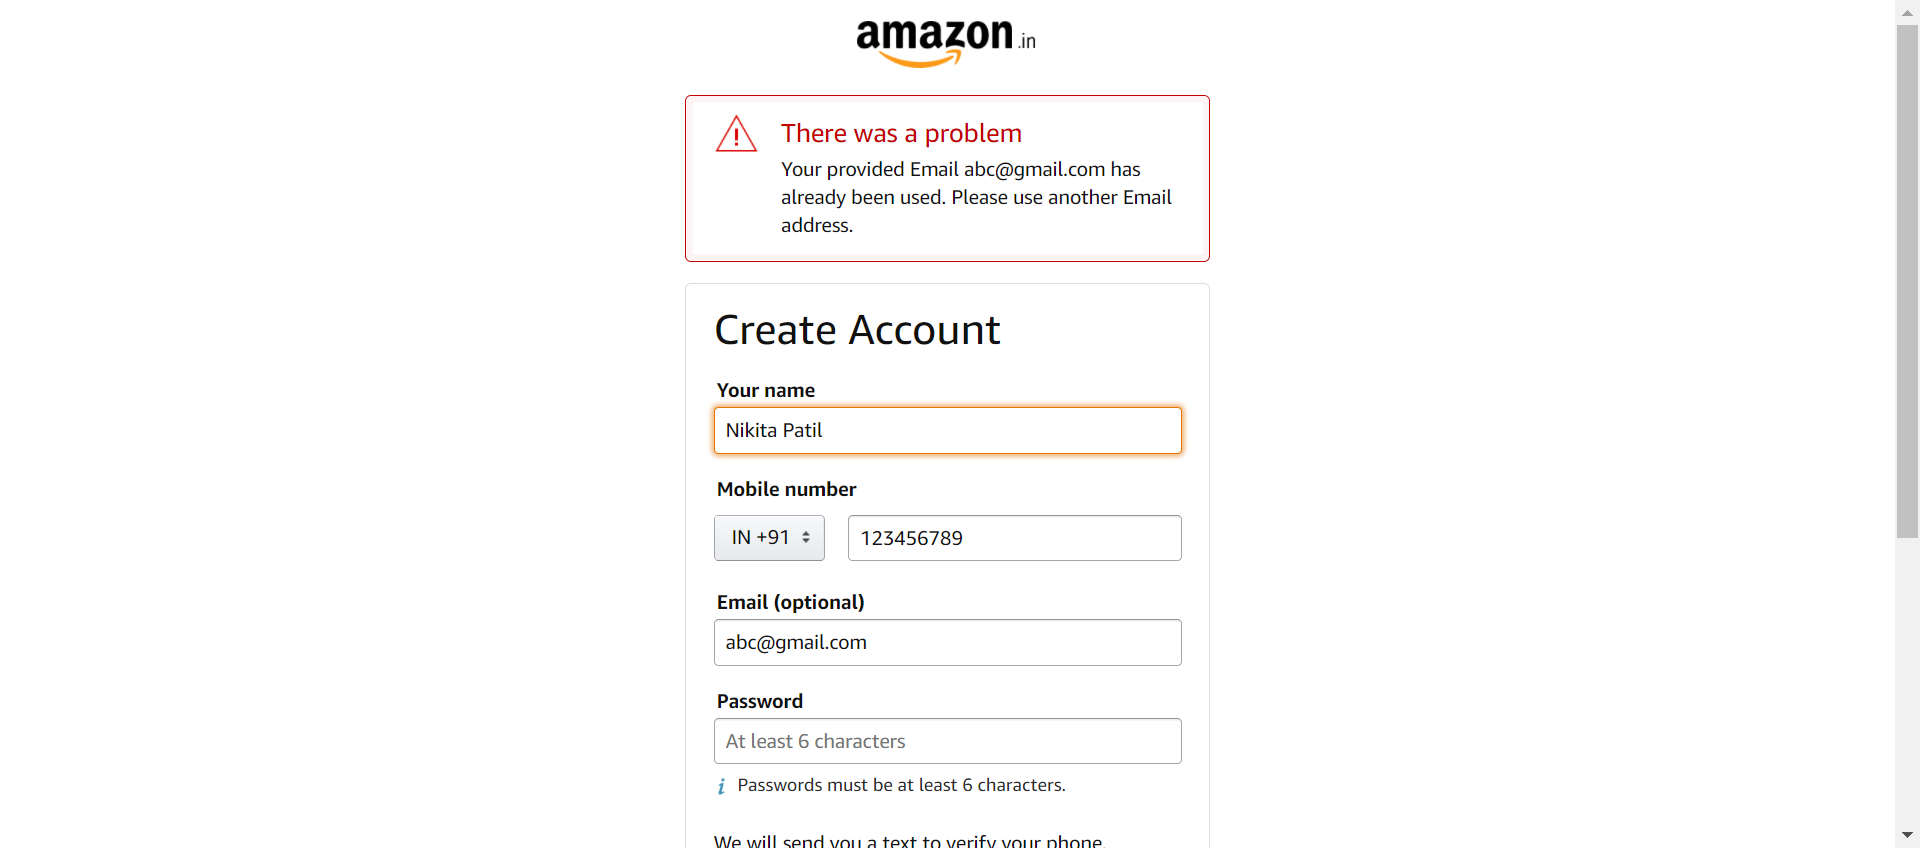 amazon.in
There was a problem
Your provided Email abc@gmail.com has
already been used. Please use another Email
address.
Create Account
Your name
Nikita Patil
Mobile number
IN +91
123456789
Email (optional)
abc@gmail.com
Password
At least 6 characters
i Passwords must be at least 6 characters.
We will send you a text to verify your phone.